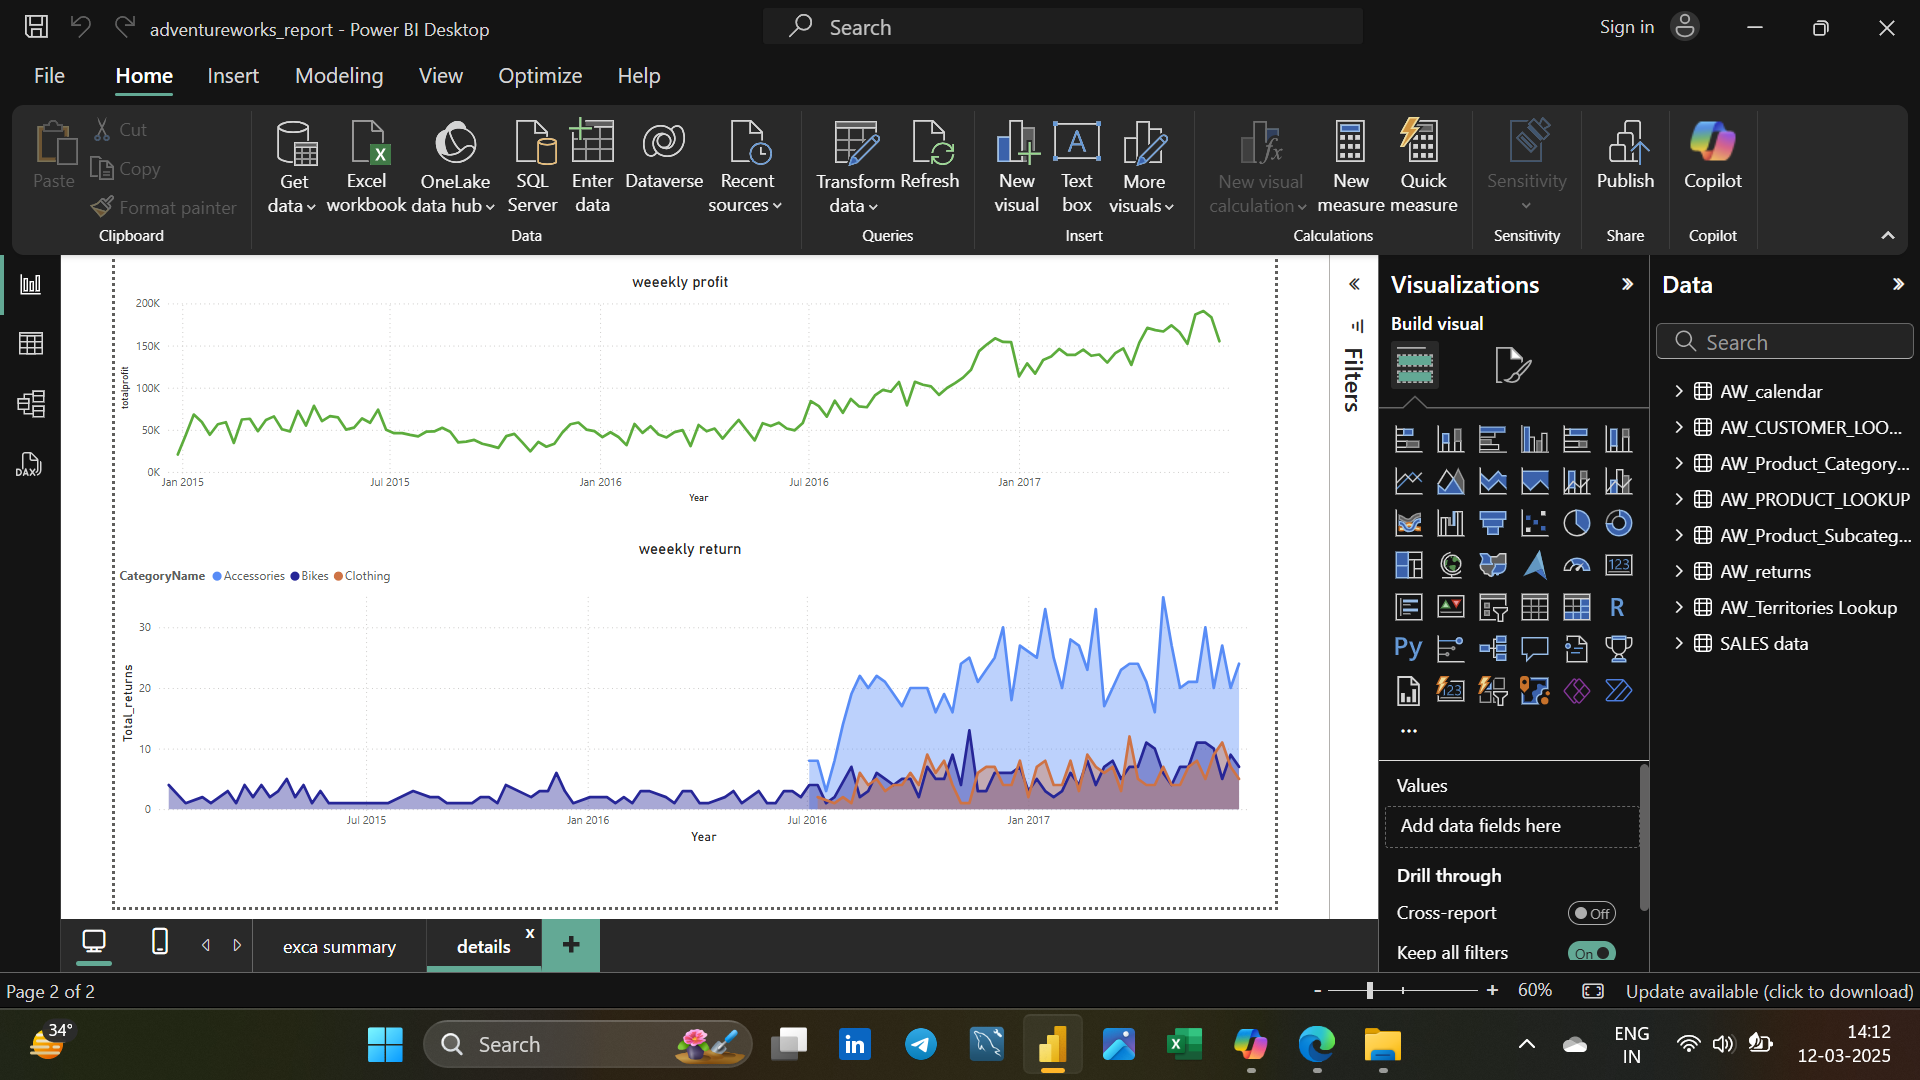 adventureworks_report - Power BI Desktop
Search
Sign in
File
Home
Insert
Modeling
View
Optimize
Help
Paste
Cut
Copy
Format painter
Clipboard
Get data
Excel workbook
OneLake data hub
SQL Server
Enter data
Dataverse
Recent sources
Data
Transform data
Refresh
Queries
New visual
Text box
More visuals
Insert
New visual calculation
New measure
Quick measure
Calculations
Sensitivity
Sensitivity
Publish
Share
Copilot
Copilot
DAX
weeekly profit
totalprofit
200K
150K
100K
50K
0K
Jan 2015
Jul 2015
Jan 2016
Jul 2016
Jan 2017
Year
weeekly return
CategoryName Accessories Bikes Clothing
Total_returns
30
20
10
0
Jul 2015
Jan 2016
Jul 2016
Jan 2017
Year
Filters
Visualizations
Build visual
123
R
Py
123
Values
Add data fields here
Drill through
Cross-report
Off
Keep all filters
On
Data
Search
AW_calendar
AW_CUSTOMER_LOO...
AW_Product_Category...
AW_PRODUCT_LOOKUP
AW_Product_Subcateg...
AW_returns
AW_Territories Lookup
SALES data
exca summary
details
x
+
Page 2 of 2
- + 60%
Update available (click to download)
34°
Search
in
ENG
IN
14:12
12-03-2025